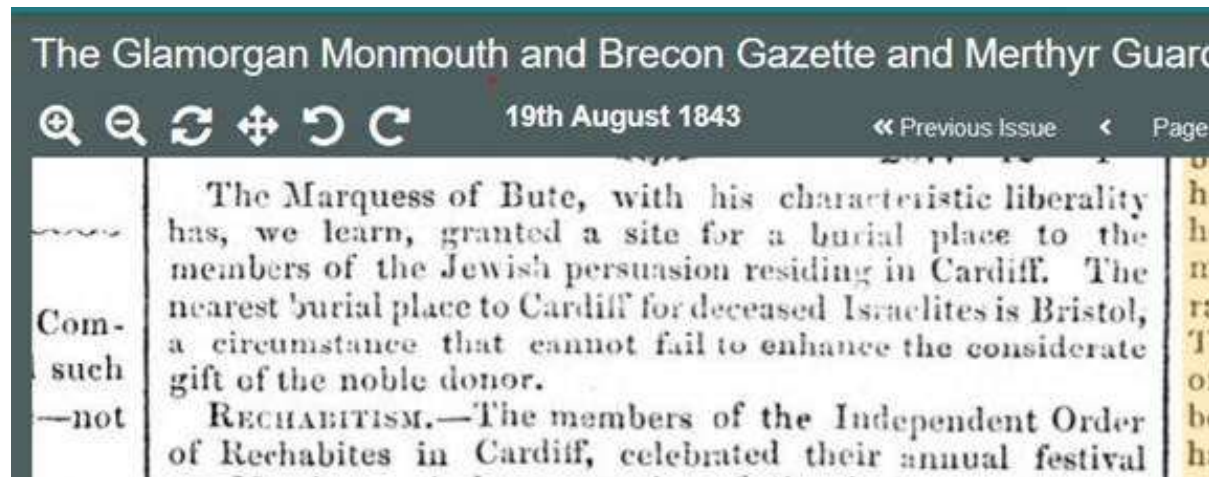 The Glamorgan Monmouth and Brecon Gazette and Merthyr Guard
19th August 1843
« Previous Issue
‹ Page
The Marquess of Bute, with his characteristic liberality
has, we learn, granted a site for a burial place to the
members of the Jewish persuasion residing in Cardiff. The
nearest burial place to Cardiff for deceased Israelites is Bristol,
a circumstance that cannot fail to enhance the considerate
gift of the noble donor.
RECHABITISM.—The members of the Independent Order
of Rechabites in Cardiff, celebrated their annual festival
Com-
such
—not